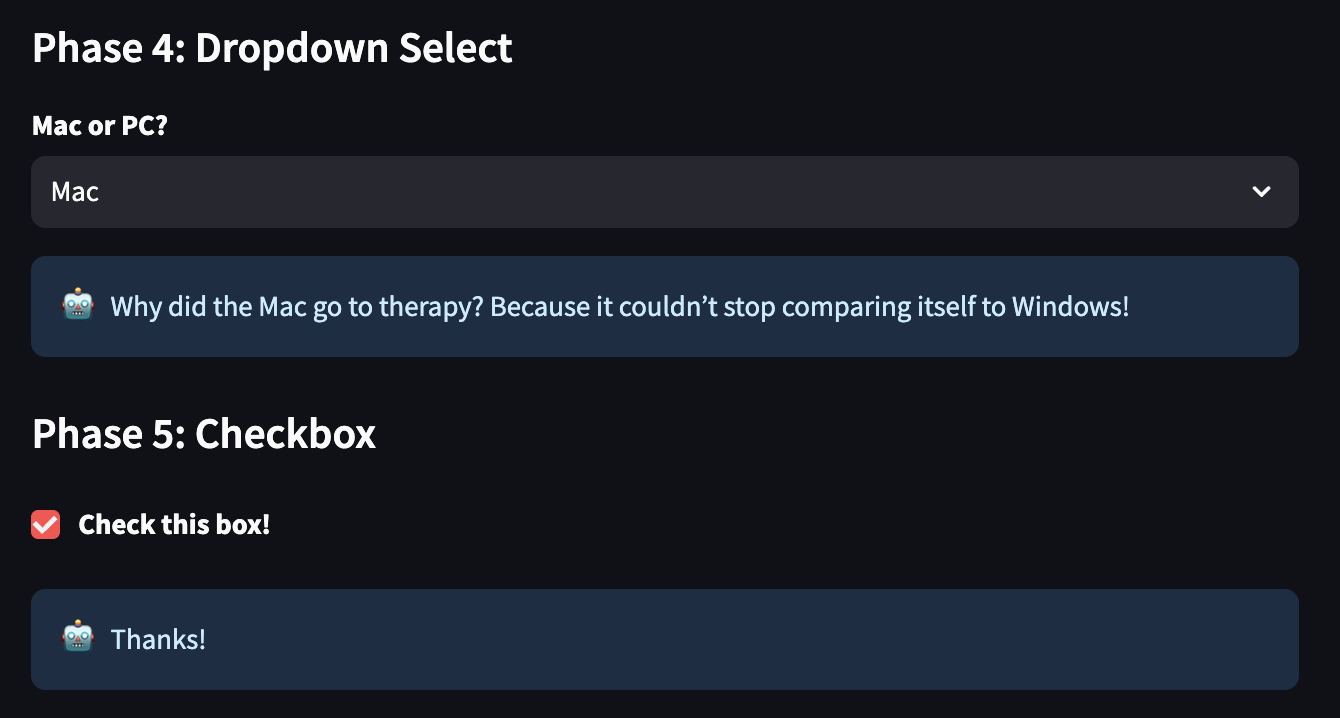 Phase 4: Dropdown Select
Mac or PC?
Mac
Why did the Mac go to therapy? Because it couldn’t stop comparing itself to Windows!
Phase 5: Checkbox
Check this box!
Thanks!